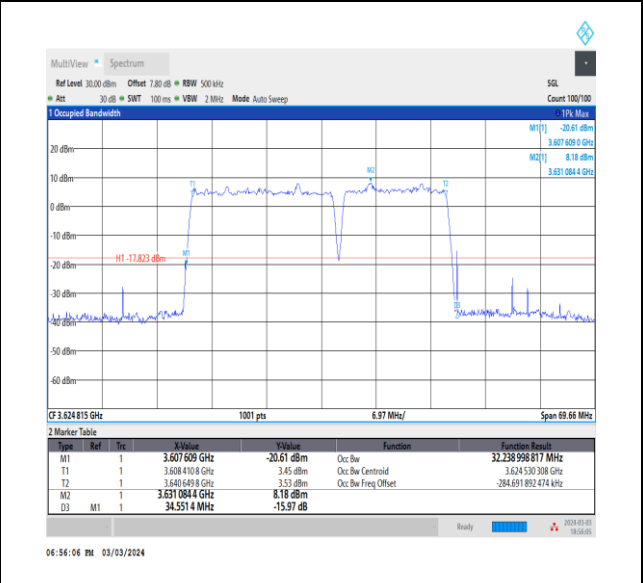 MultiView Spectrum
Ref Level 30.00 dBm Offset 7.80 dB RBW 500 kHz SGL
Att 30 dB SWT 100 ms VBW 2 MHz Mode Auto Sweep Count 100/100
1 Occupied Bandwidth 1Pk Max
M1[1] -20.61 dBm
3.607 609 0 GHz
M2[1] 8.18 dBm
3.631 084 4 GHz
20 dBm
10 dBm
0 dBm
-10 dBm
-20 dBm
-30 dBm
-40 dBm
-50 dBm
-60 dBm
T1
M2
T2
M1
H1 -17.823 dBm
D3
CF 3.624 815 GHz 1001 pts 6.97 MHz/ Span 69.66 MHz
2 Marker Table
Type Ref Trc X-Value Y-Value Function Function Result
M1 1 3.607 609 GHz -20.61 dBm Occ Bw 32.238 998 817 MHz
T1 1 3.608 410 8 GHz 3.45 dBm Occ Bw Centroid 3.624 530 308 GHz
T2 1 3.640 649 8 GHz 3.53 dBm Occ Bw Freq Offset -284.691 892 474 kHz
M2 1 3.631 084 4 GHz 8.18 dBm
D3 M1 1 34.551 4 MHz -15.97 dB
Ready 2024-03-03
18:56:05
06:56:06 PM 03/03/2024